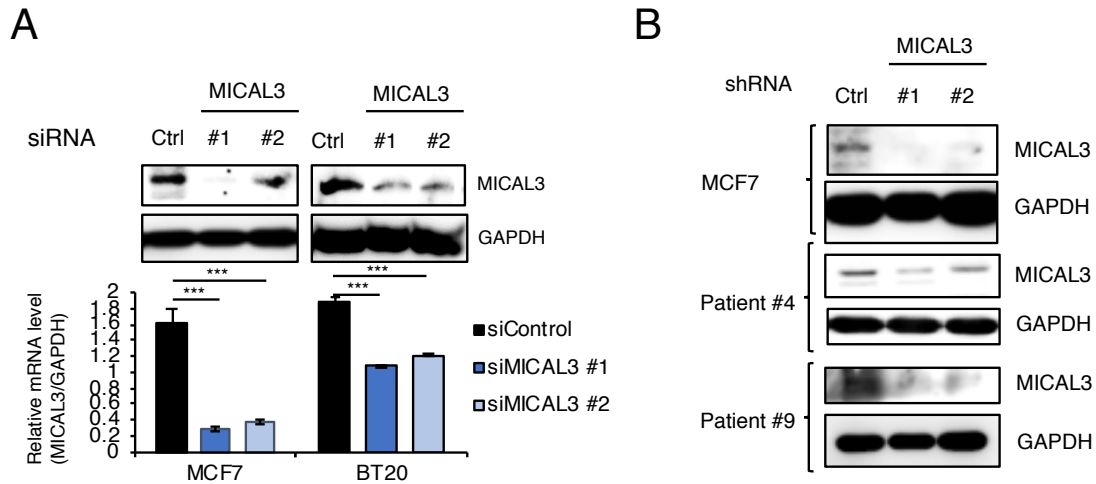 A
MICAL3 MICAL3
siRNA Ctrl #1 #2 Ctrl #1 #2
MICAL3
GAPDH
*** ***
*** ***
Relative mRNA level
(MICAL3/GAPDH)
2
1.8
1.6
1.4
1.2
1
0.8
0.6
0.4
0.2
0
MCF7 BT20
siControl
siMICAL3 #1
siMICAL3 #2
B
MICAL3
shRNA Ctrl #1 #2
MCF7
MICAL3
GAPDH
Patient #4
MICAL3
GAPDH
Patient #9
MICAL3
GAPDH